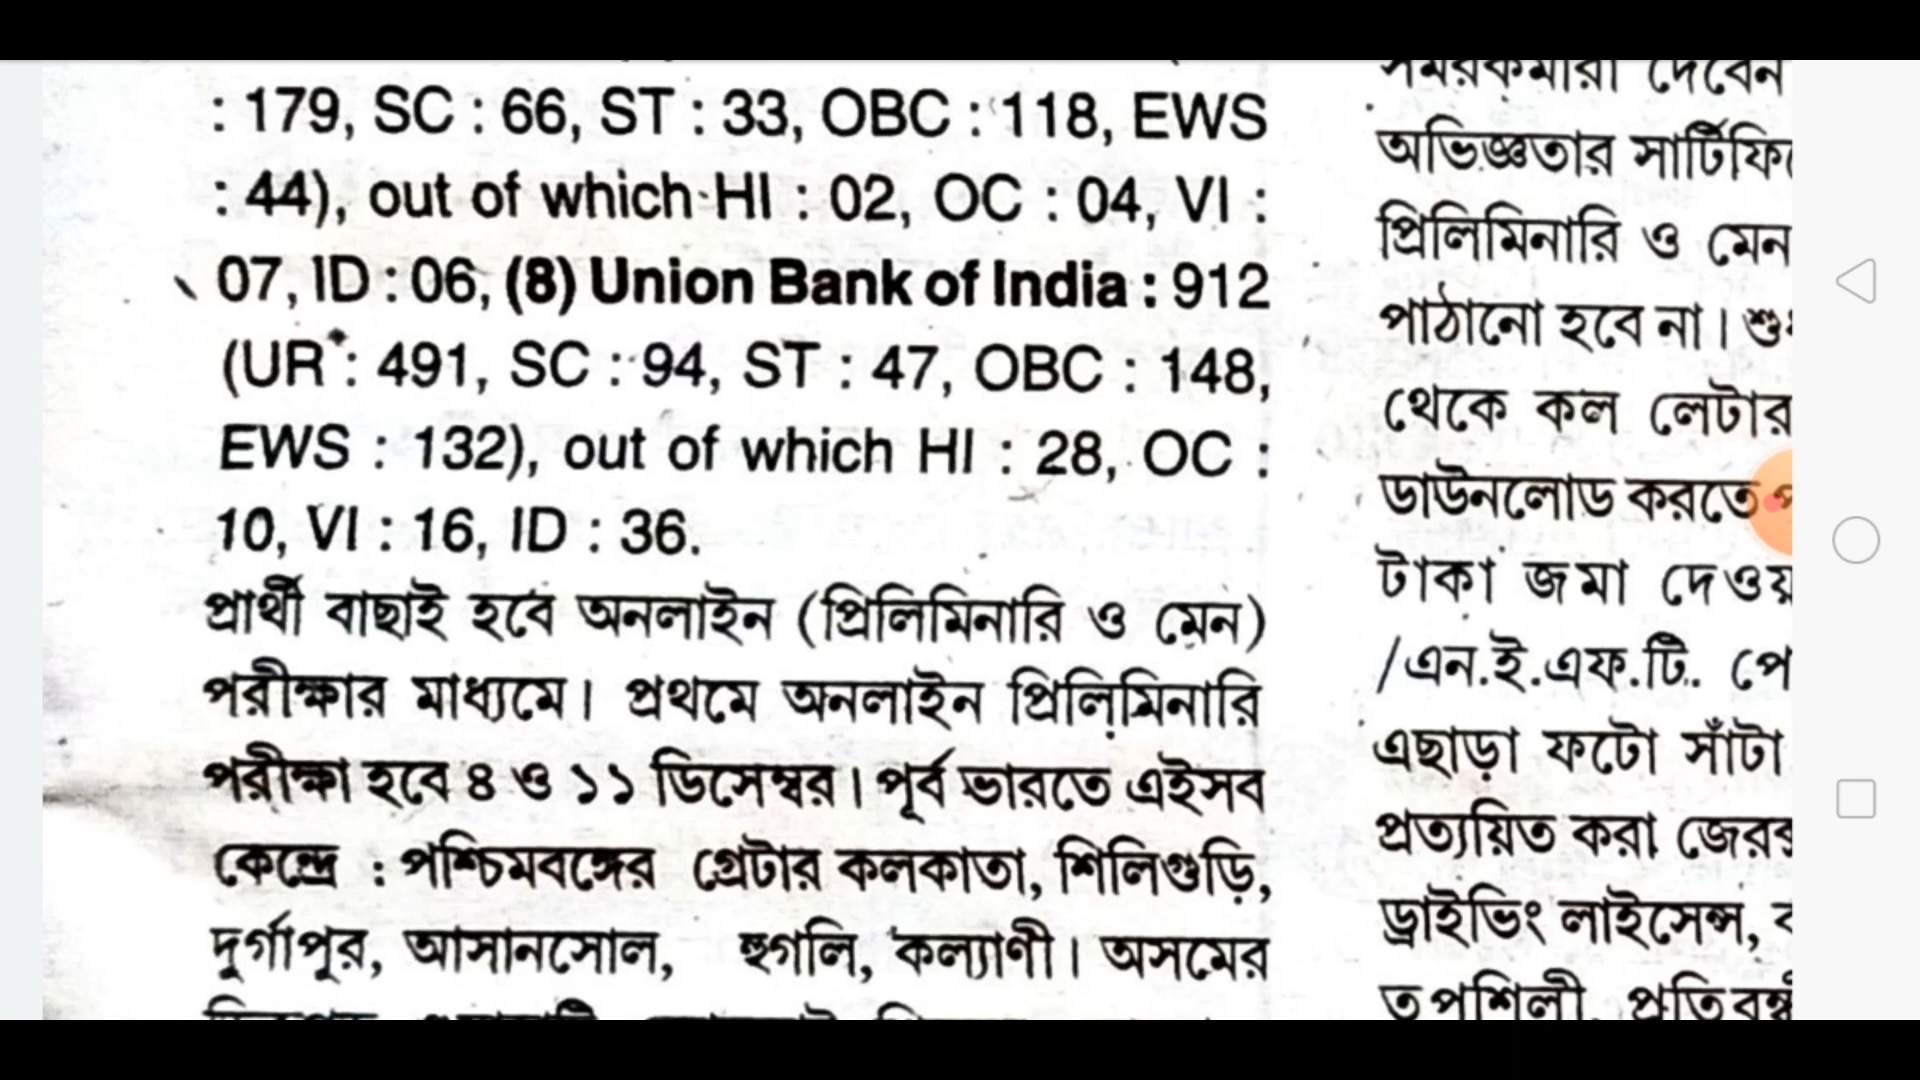 : 179, SC : 66, ST : 33, OBC : 118, EWS
: 44), out of which HI : 02, OC : 04, VI :
07, ID : 06, (8) Union Bank of India : 912
(UR : 491, SC : 94, ST : 47, OBC : 148,
EWS : 132), out of which HI : 28, OC :
10, VI : 16, ID : 36.
প্রার্থী বাছাই হবে অনলাইন (প্রিলিমিনারি ও মেন)
পরীক্ষার মাধ্যমে। প্রথমে অনলাইন প্রিলিমিনারি
পরীক্ষা হবে ৪ ও ১১ ডিসেম্বর। পূর্ব ভারতে এইসব
কেন্দ্রে : পশ্চিমবঙ্গের গ্রেটার কলকাতা, শিলিগুড়ি,
দুর্গাপুর, আসানসোল, হুগলি, কল্যাণী। অসমের
দেবেন
অভিজ্ঞতার
প্রিলিমিনারি ও মেন
পাঠানো হবে না।
থেকে কল লেটার
ডাউনলোড করতে
টাকা জমা
/এন.ই.এফ.টি. পে
এছাড়া ফটো সাঁটা
প্রত্যয়িত করা
ড্রাইভিং লাইসেন্স,
তপশিলী,